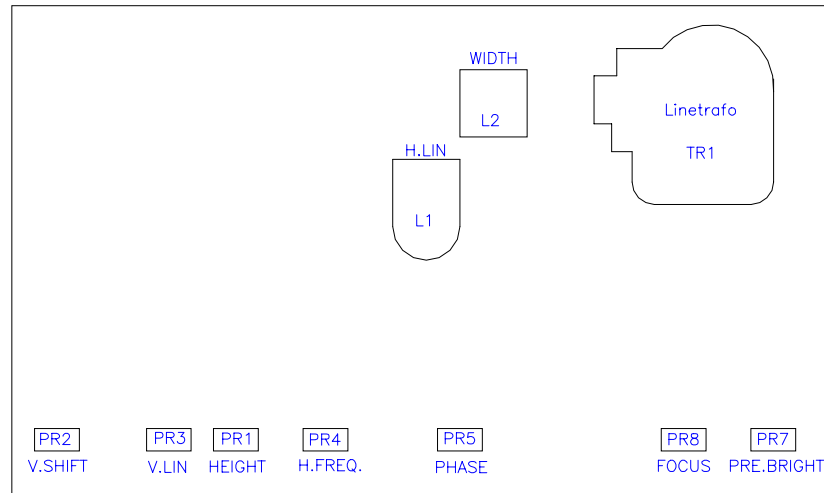 WIDTH
L2
Linetrafo
TR1
H.LIN
L1
PR2
PR3
PR1
PR4
PR5
PR8
PR7
V.SHIFT
V.LIN
HEIGHT
H.FREQ.
PHASE
FOCUS
PRE.BRIGHT